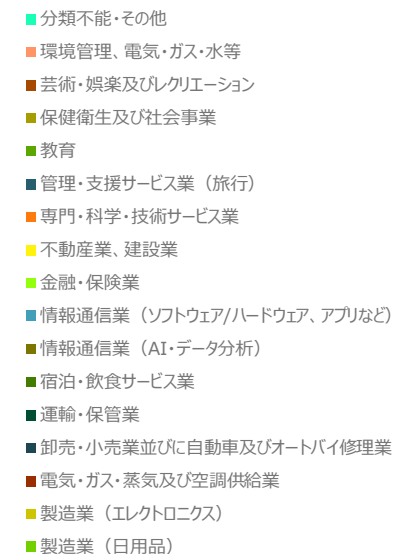 分類不能・その他
環境管理、電気・ガス・水等
芸術・娯楽及びレクリエーション
保健衛生及び社会事業
教育
管理・支援サービス業（旅行）
専門・科学・技術サービス業
不動産業、建設業
金融・保険業
情報通信業（ソフトウェア/ハードウェア、アプリなど）
情報通信業（AI・データ分析）
宿泊・飲食サービス業
運輸・保管業
卸売・小売業並びに自動車及びオートバイ修理業
電気・ガス・蒸気及び空調供給業
製造業（エレクトロニクス）
製造業（日用品）